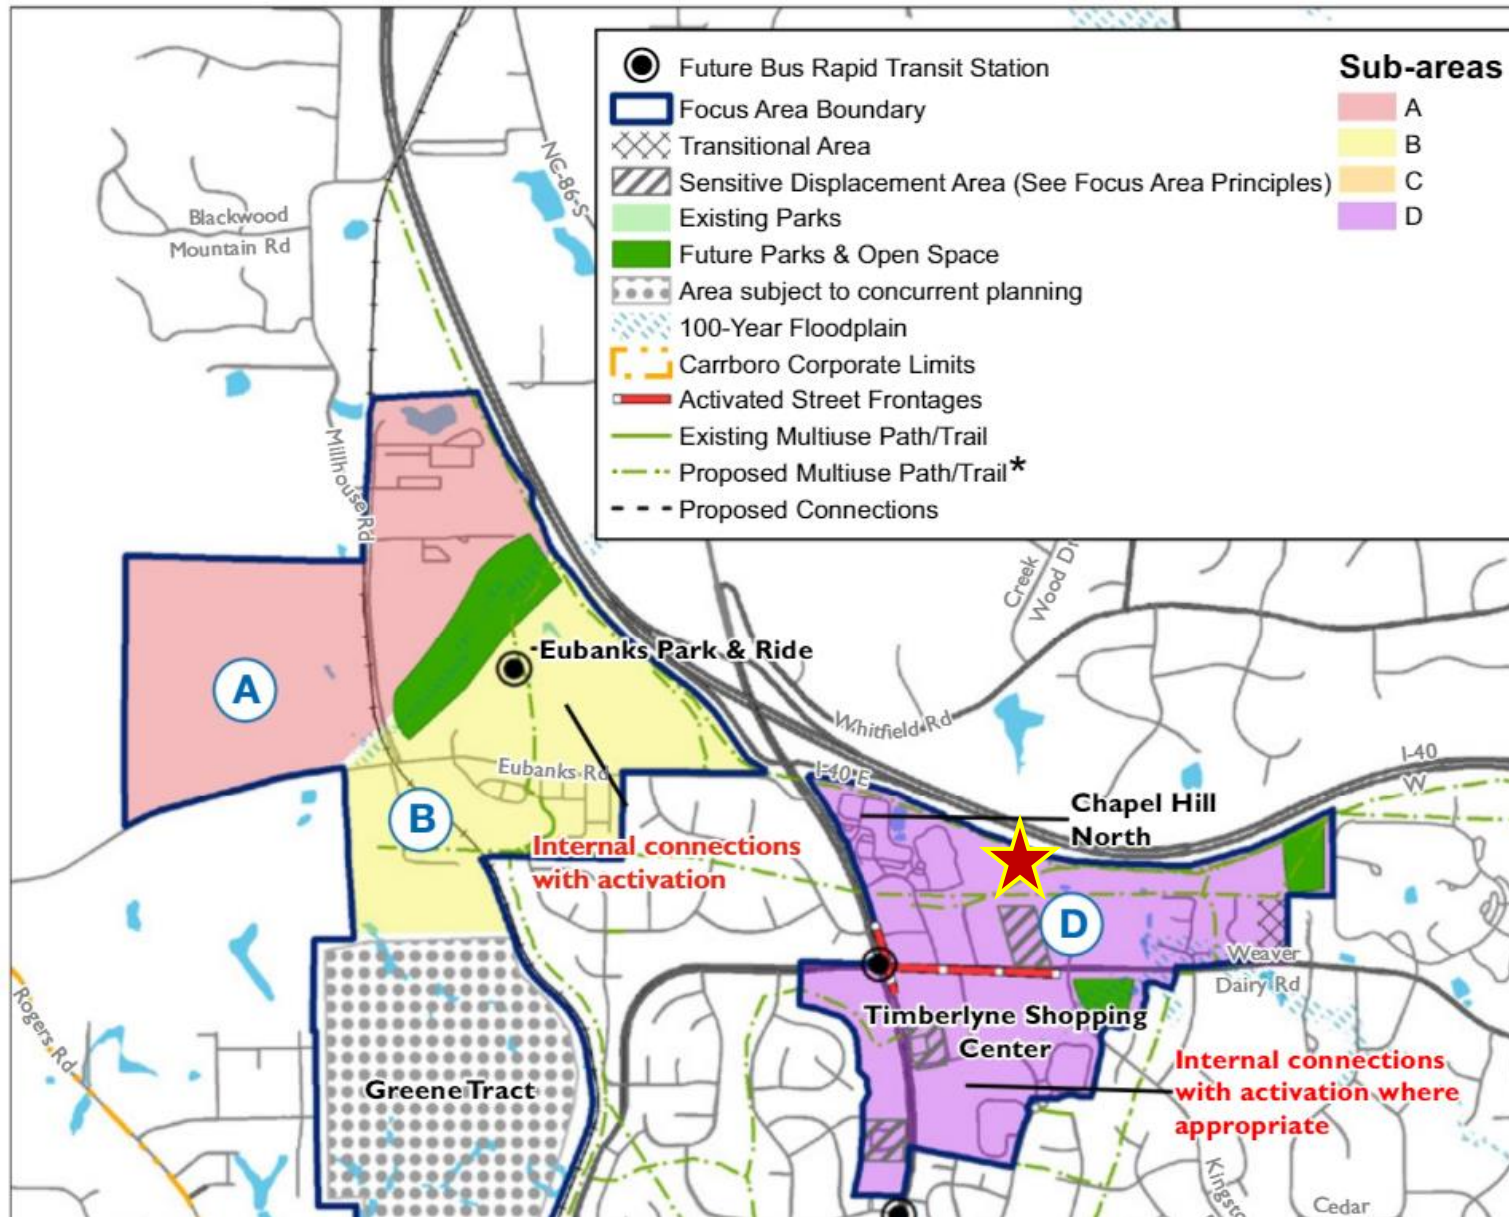 Future Bus Rapid Transit Station
Focus Area Boundary
Transitional Area
Sensitive Displacement Area (See Focus Area Principles)
Existing Parks
Future Parks & Open Space
Area subject to concurrent planning
100-Year Floodplain
Carrboro Corporate Limits
Activated Street Frontages
Existing Multiuse Path/Trail
Proposed Multiuse Path/Trail*
Proposed Connections
Sub-areas
A
B
C
D
NC-86-S
Blackwood
Mountain Rd
Millhouse Rd
Creek
Wood Dr
Eubanks Park & Ride
A
Whitfield Rd
I-40 E
I-40
W
Eubanks Rd
Chapel Hill
North
B
Internal connections
with activation
D
Weaver
Dairy Rd
Rogers Rd
Timberlyne Shopping
Center
Greene Tract
Internal connections
with activation where
appropriate
Cedar